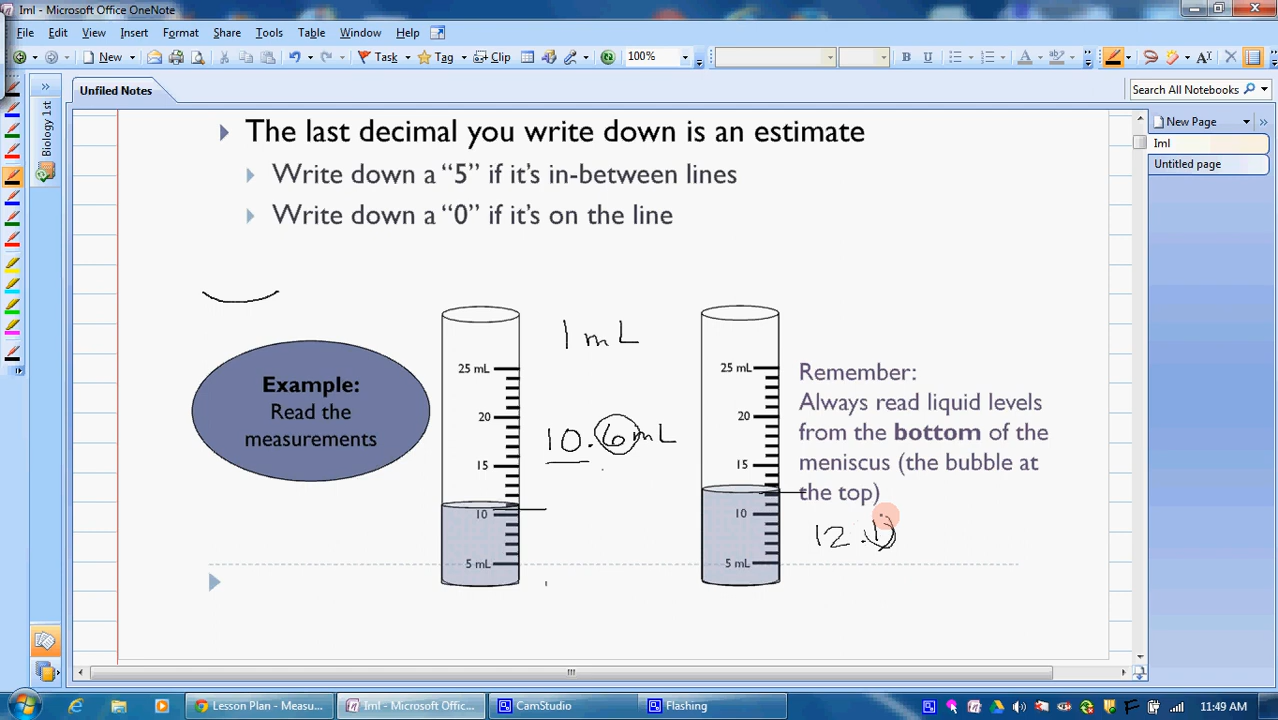 Iml - Microsoft Office OneNote
File Edit View Insert Format Share Tools Table Window Help
New Task Tag Clip 100%
Unfiled Notes
Search All Notebooks
Biology 1st
New Page
Iml
Untitled page
The last decimal you write down is an estimate
Write down a “5” if it’s in-between lines
Write down a “0” if it’s on the line
Example:
Read the
measurements
25 mL
20
15
10
5 mL
1 mL
10.6 mL
25 mL
20
15
10
5 mL
Remember:
Always read liquid levels
from the bottom of the
meniscus (the bubble at
the top)
12.
Lesson Plan - Measu...
Iml - Microsoft Offic...
CamStudio
Flashing
11:49 AM